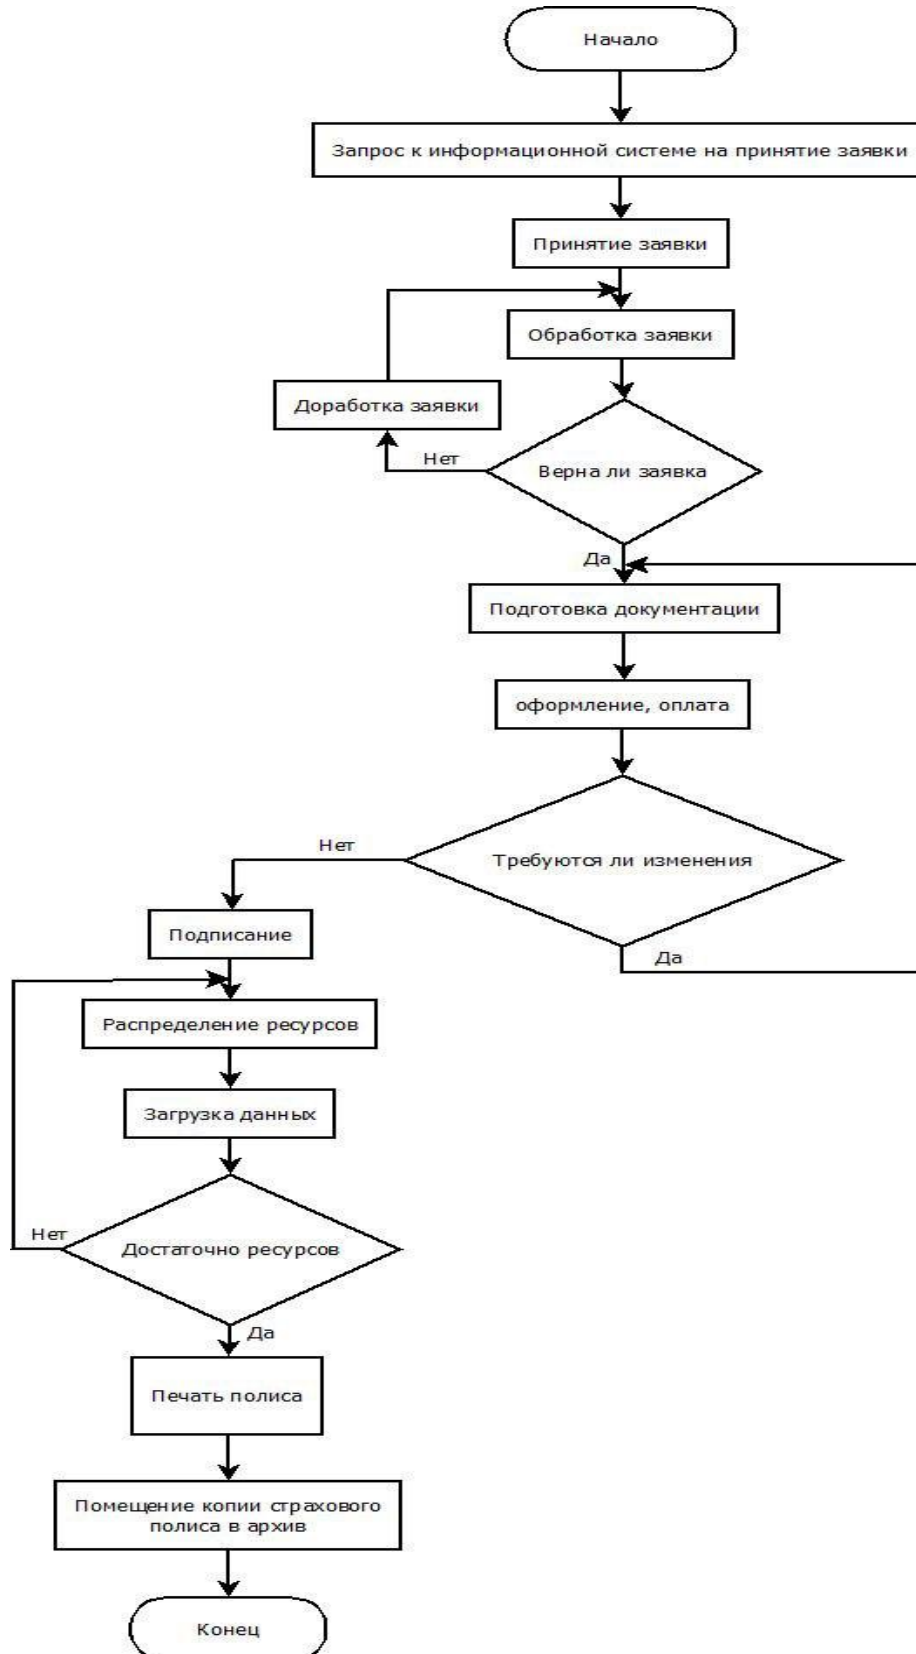 Начало
Запрос к информационной системе на принятие заявки
Принятие заявки
Обработка заявки
Доработка заявки
Нет
Верна ли заявка
Да
Подготовка документации
оформление, оплата
Требуются ли изменения
Нет
Да
Подписание
Распределение ресурсов
Загрузка данных
Нет
Достаточно ресурсов
Да
Печать полиса
Помещение копии страхового
полиса в архив
Конец